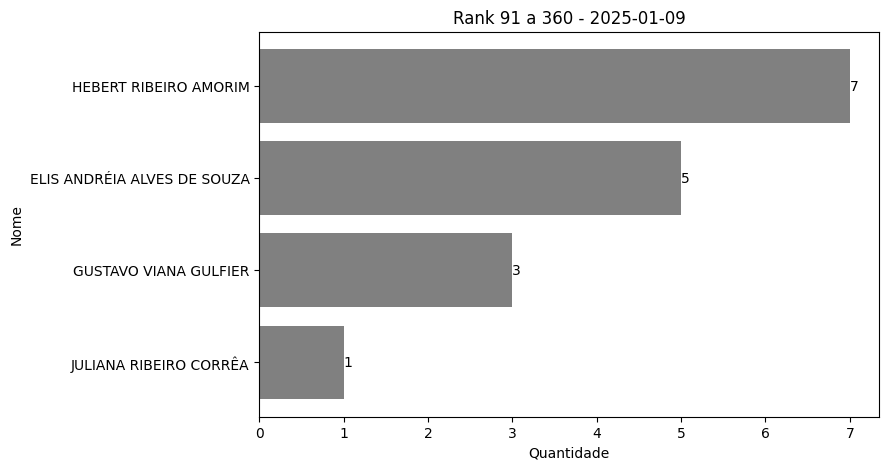 Rank 91 a 360 - 2025-01-09
HEBERT RIBEIRO AMORIM
7
ELIS ANDRÉIA ALVES DE SOUZA
5
GUSTAVO VIANA GULFIER
3
JULIANA RIBEIRO CORRÊA
1
Nome
0 1 2 3 4 5 6 7
Quantidade